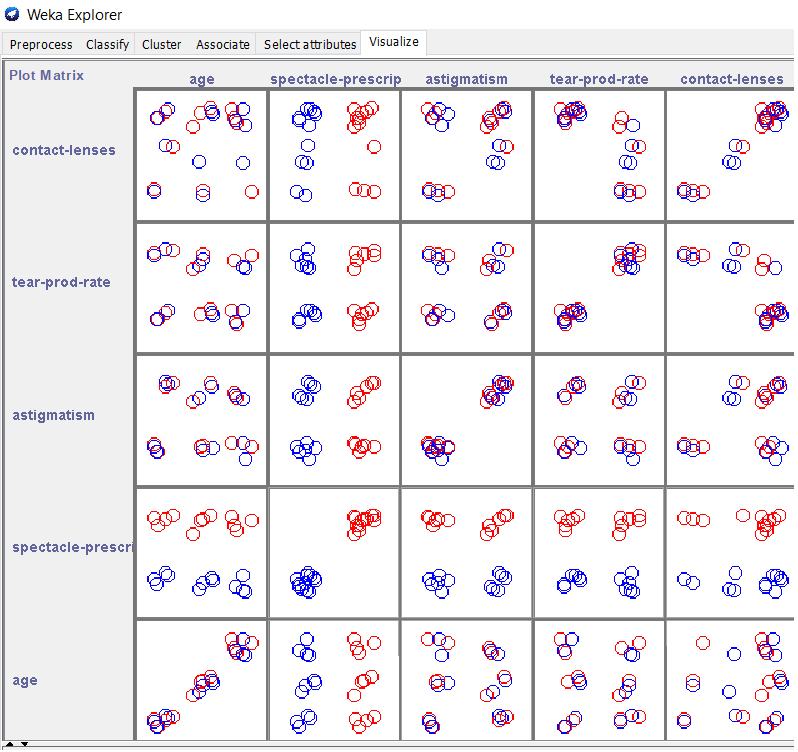 Weka Explorer
Preprocess Classify Cluster Associate Select attributes Visualize
Plot Matrix age spectacle-prescrip astigmatism tear-prod-rate contact-lenses
contact-lenses
tear-prod-rate
astigmatism
spectacle-prescri
age